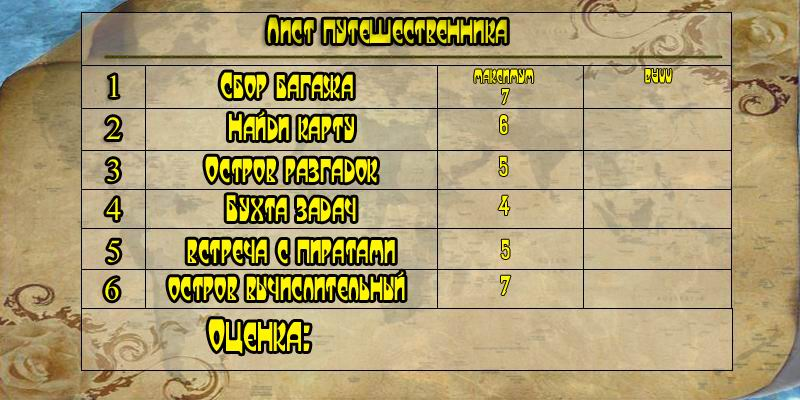 Лист путешественника
1 Сбор багажа максимум ваш
7
2 Найди карту 6
3 Остров разгадок 5
4 Бухта задач 4
5 встреча с пиратами 5
6 остров вычислительный 7
Оценка: